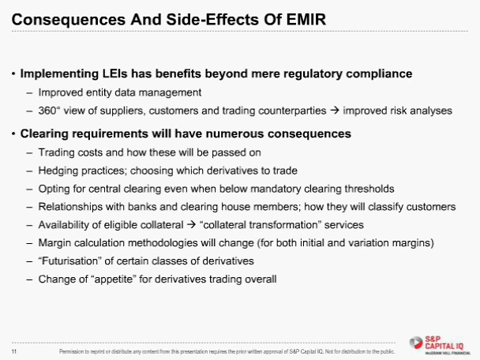 Consequences And Side-Effects Of EMIR
• Implementing LEIs has benefits beyond mere regulatory compliance
– Improved entity data management
– 360° view of suppliers, customers and trading counterparties → improved risk analyses
• Clearing requirements will have numerous consequences
– Trading costs and how these will be passed on
– Hedging practices; choosing which derivatives to trade
– Opting for central clearing even when below mandatory clearing thresholds
– Relationships with banks and clearing house members; how they will classify customers
– Availability of eligible collateral → “collateral transformation” services
– Margin calculation methodologies will change (for both initial and variation margins)
– “Futurisation” of certain classes of derivatives
– Change of “appetite” for derivatives trading overall
11 Permission to reprint or distribute any content from this presentation requires the prior written approval of S&P Capital IQ. Not for distribution to the public.
S&P
CAPITAL IQ
McGRAW HILL FINANCIAL